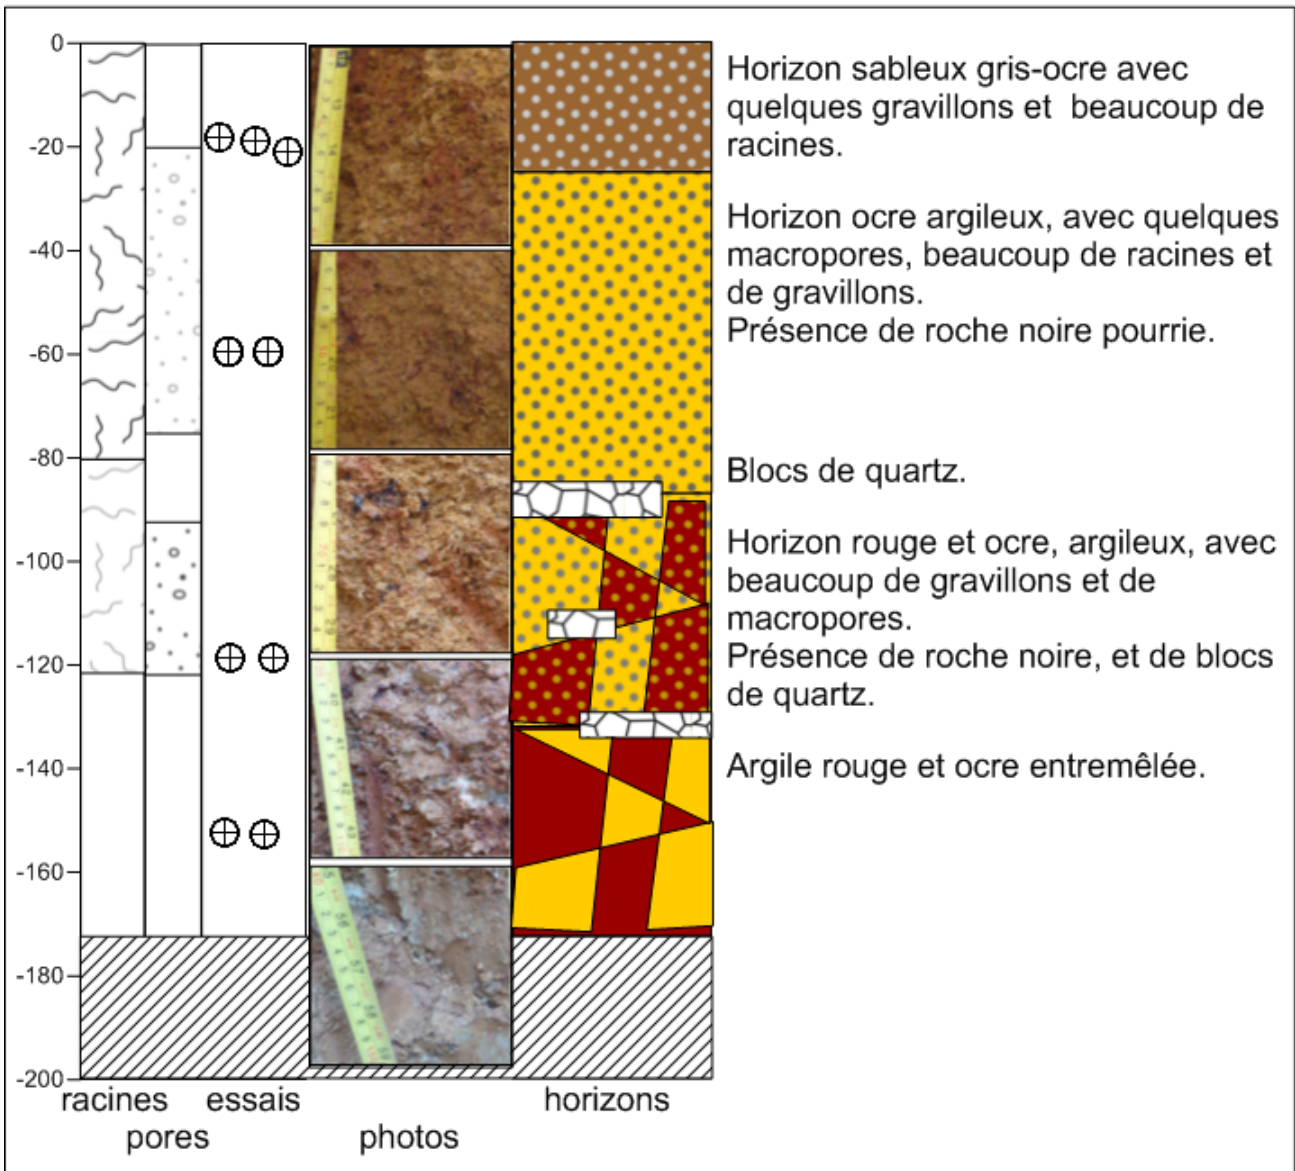 0
-20
-40
-60
-80
-100
-120
-140
-160
-180
-200
Horizon sableux gris-ocre avec
quelques gravillons et beaucoup de
racines.
Horizon ocre argileux, avec quelques
macropores, beaucoup de racines et
de gravillons.
Présence de roche noire pourrie.
Blocs de quartz.
Horizon rouge et ocre, argileux, avec
beaucoup de gravillons et de
macropores.
Présence de roche noire, et de blocs
de quartz.
Argile rouge et ocre entremêlée.
racines essais horizons
pores photos